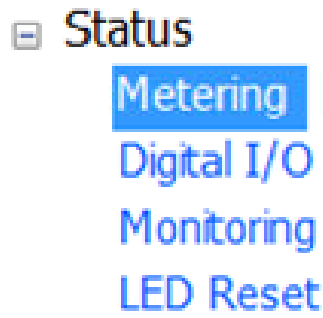 Status
Metering
Digital I/O
Monitoring
LED Reset